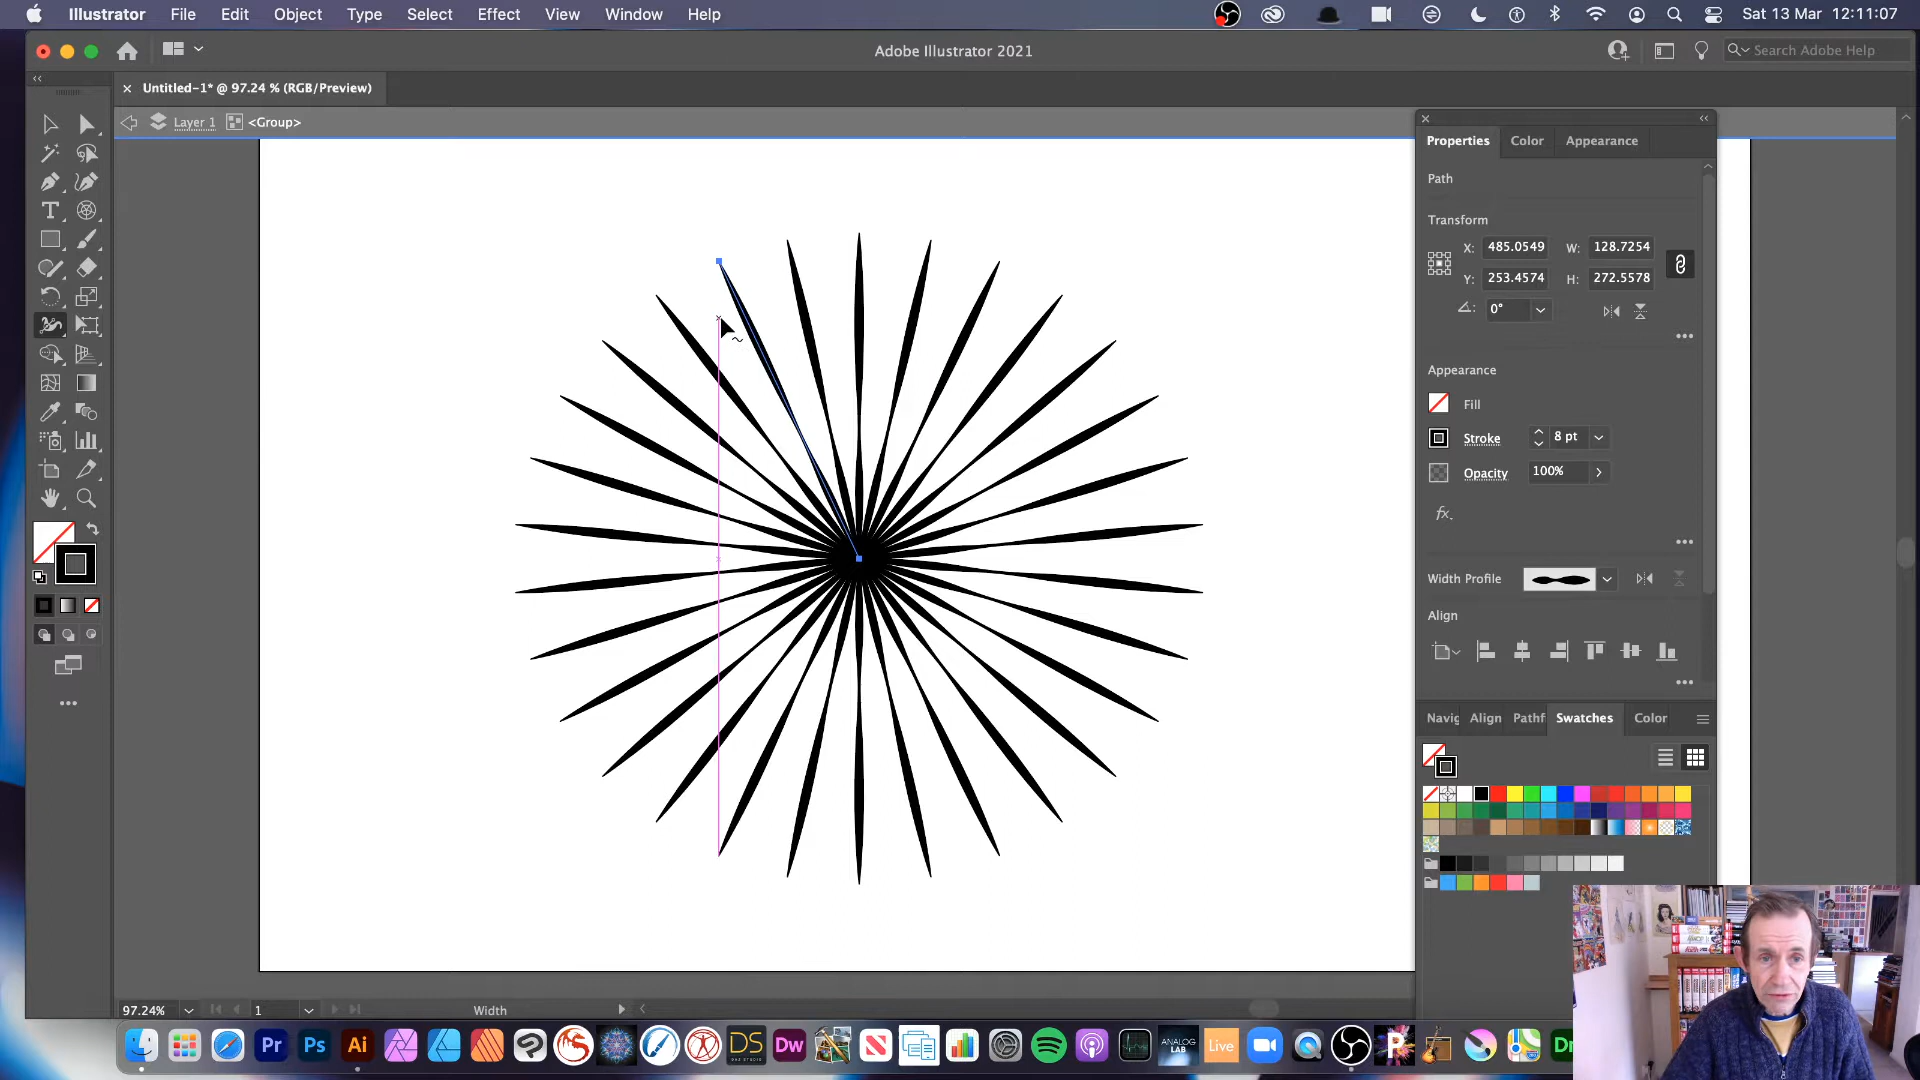 Illustrator File Edit Object Type Select Effect View Window Help
Sat 13 Mar 12:11:07
Adobe Illustrator 2021
Search Adobe Help
Untitled-1* @ 97.24 % (RGB/Preview)
Layer 1 <Group>
Properties Color Appearance
Path
Transform
X: 485.0549 W: 128.7254
Y: 253.4574 H: 272.5578
0°
Appearance
Fill
Stroke 8 pt
Opacity 100%
fx.
Width Profile
Align
Navig Align Pathf Swatches Color
97.24% 1 Width
Pr Ps Ai DS Dw ANALOG LAB Live P Dr